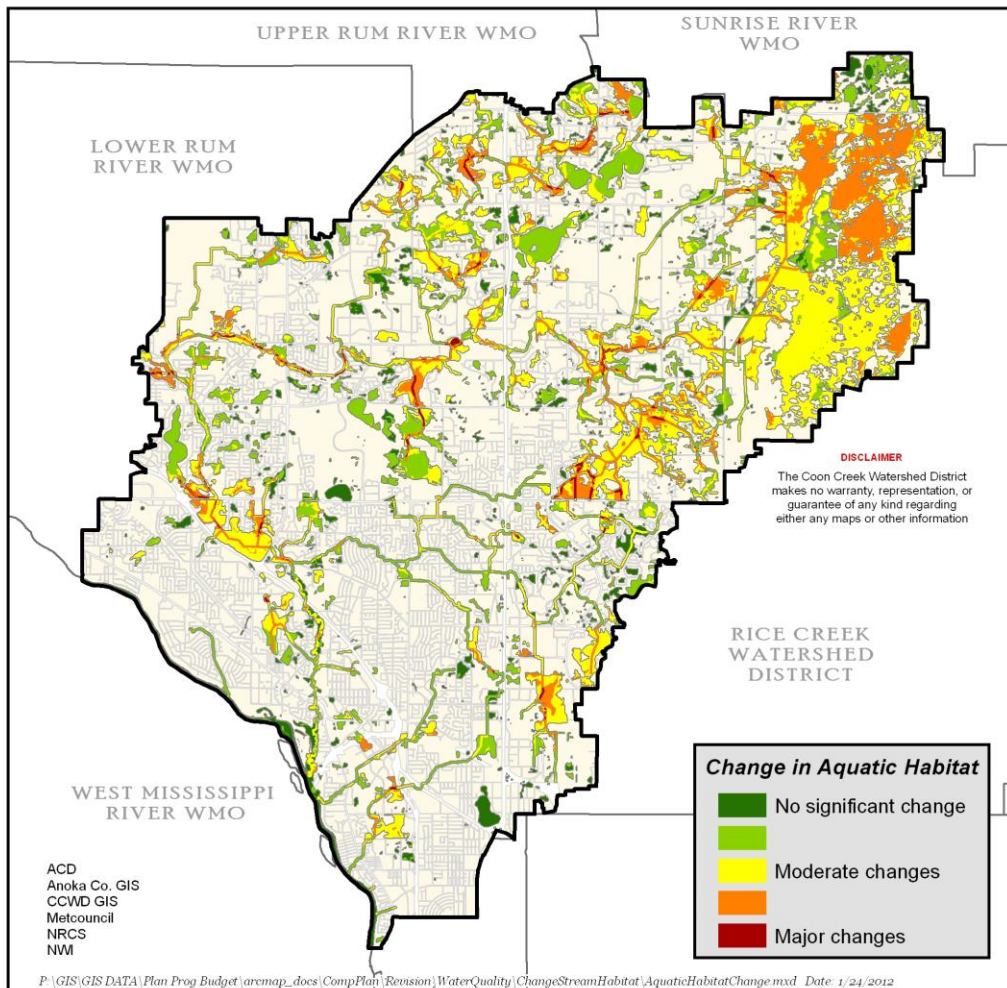 UPPER RUM RIVER WMO
SUNRISE RIVER
WMO
LOWER RUM
RIVER WMO
DISCLAIMER
The Coon Creek Watershed District
makes no warranty, representation, or
guarantee of any kind regarding
either any maps or other information
RICE CREEK
WATERSHED
DISTRICT
WEST MISSISSIPPI
RIVER WMO
Change in Aquatic Habitat
No significant change
Moderate changes
Major changes
ACD
Anoka Co. GIS
CCWD GIS
Metcouncil
NRCS
NWI
P:\GIS\GIS DATA\Plan Prog Budget\arcmap_docs\CompPlan\Revision\WaterQuality\ChangeStreamHabitat\AquaticHabitatChange.mxd Date: 1/24/2012